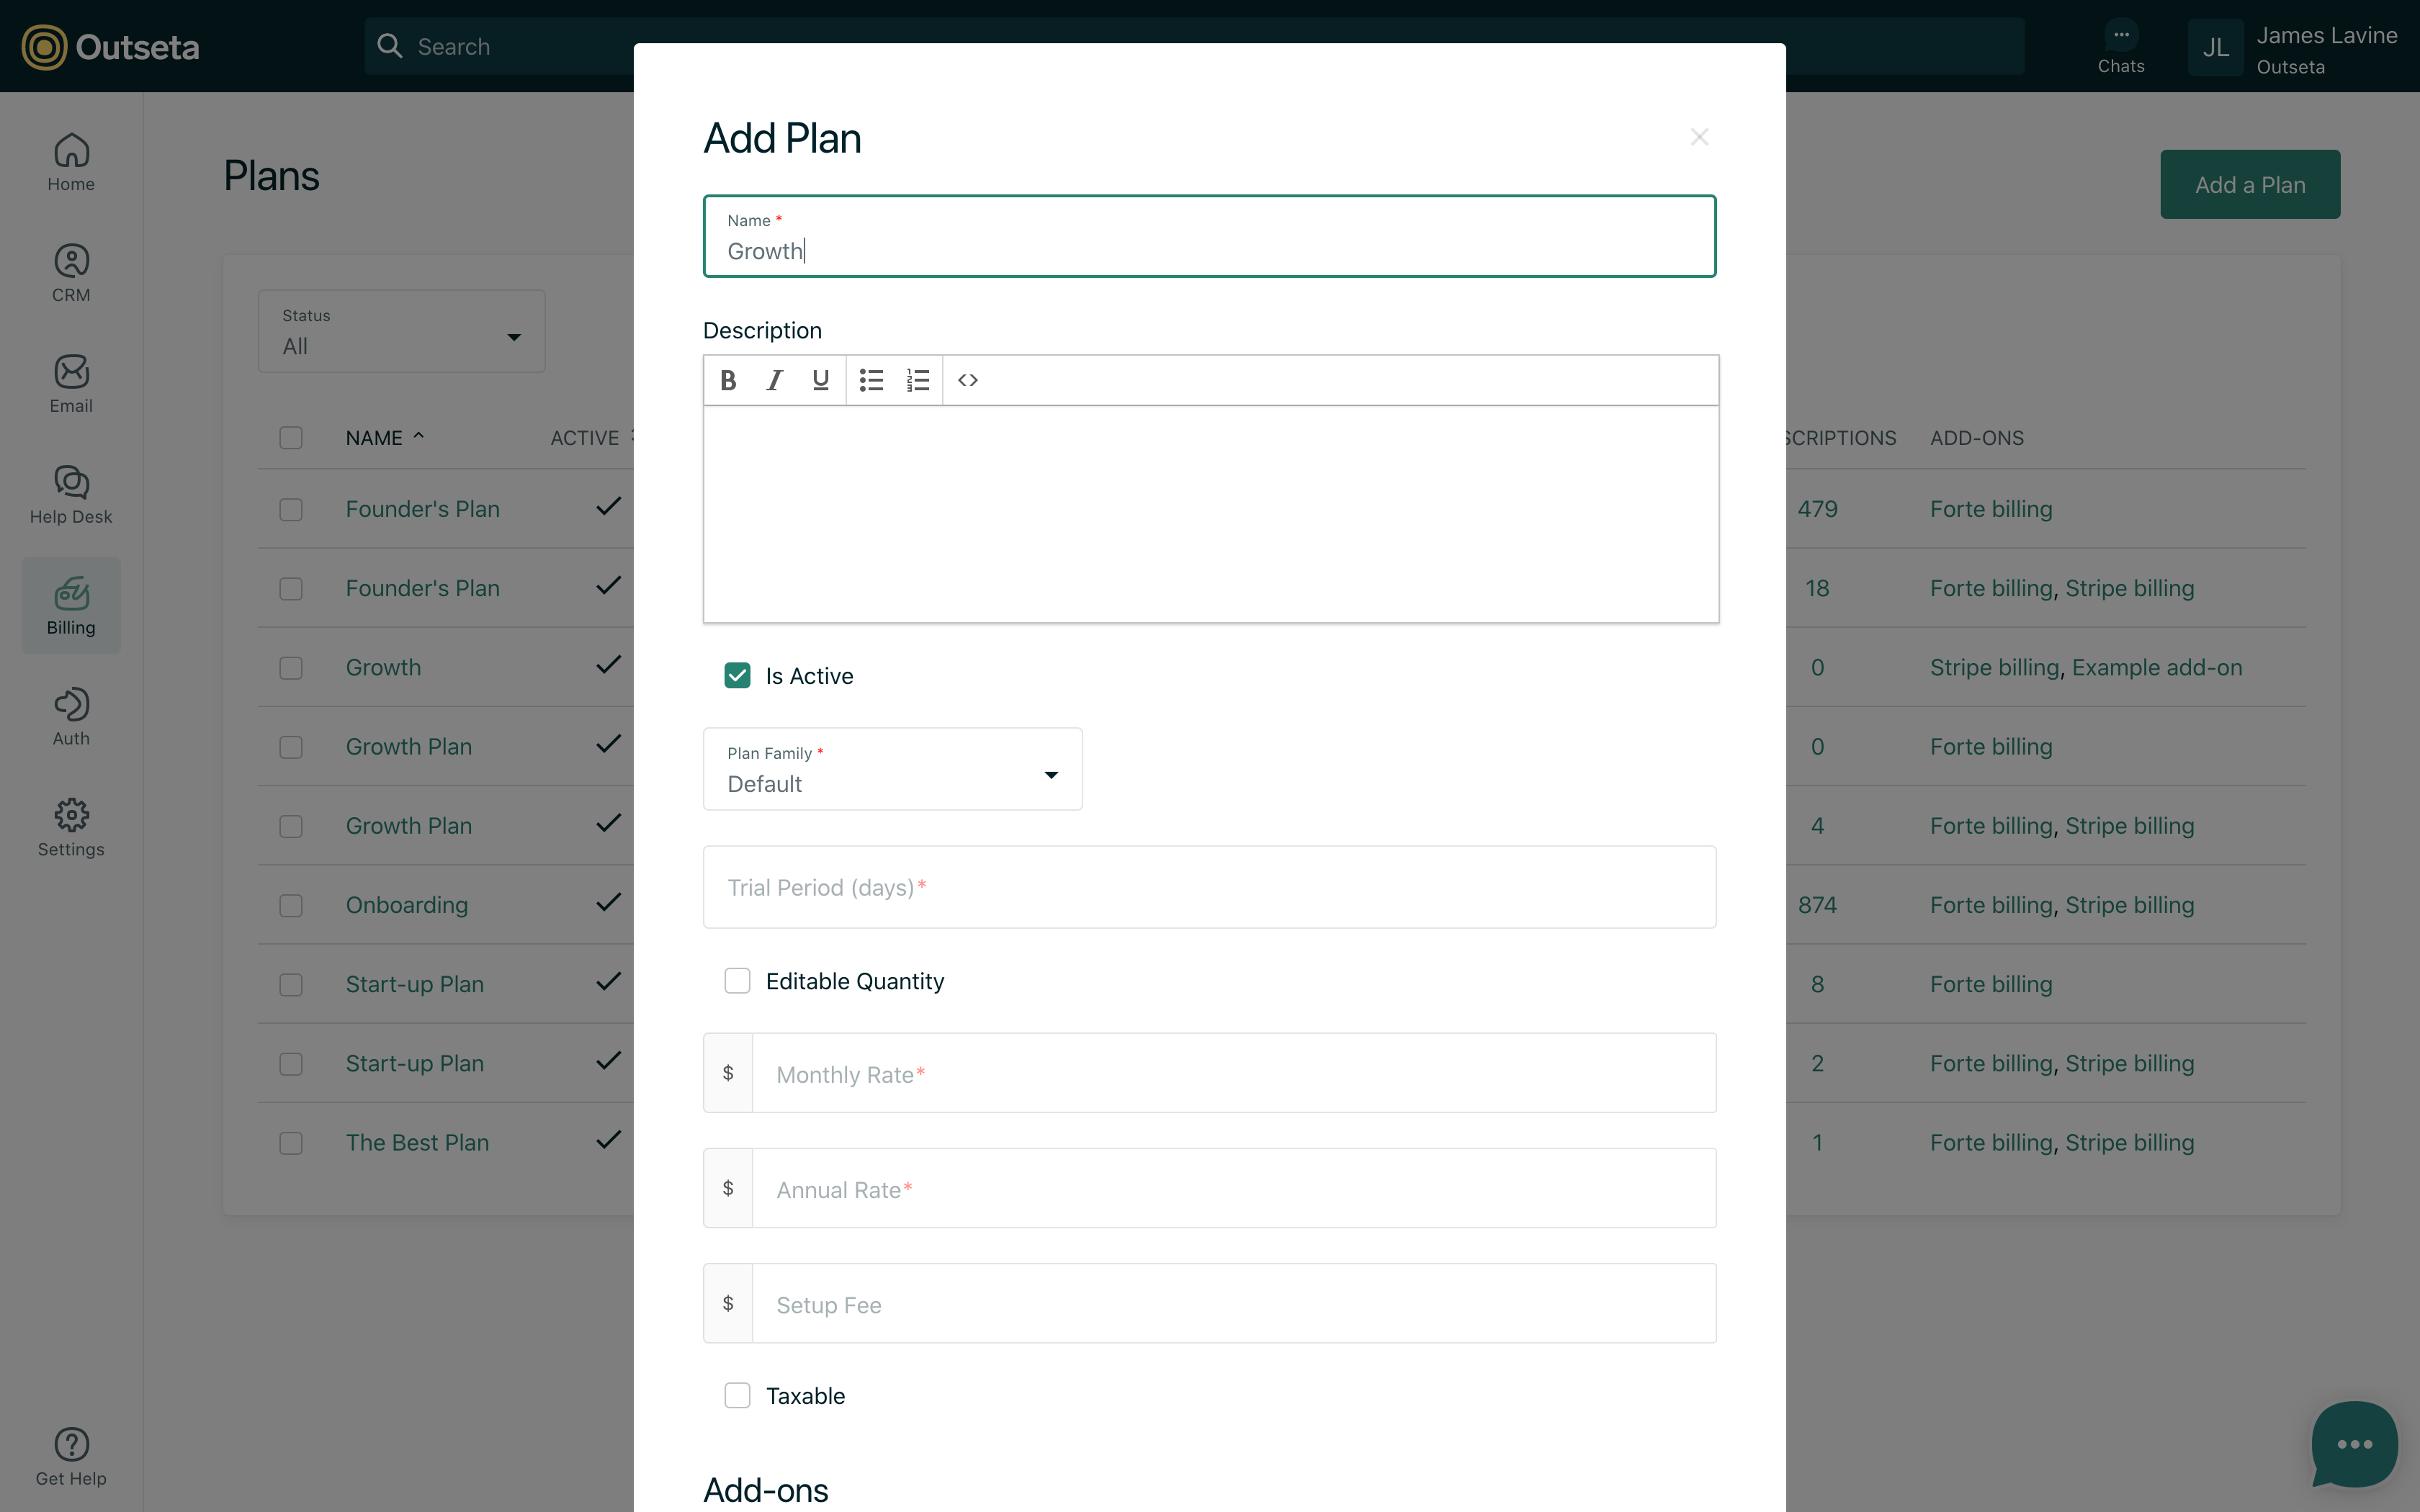 Outseta
Search
Chats
JL
James Lavine
Outseta
Home
CRM
Email
Help Desk
Billing
Auth
Settings
Get Help
Plans
Add a Plan
Status
All
NAME ACTIVE SCRIPTIONS ADD-ONS
Founder's Plan 479 Forte billing
Founder's Plan 18 Forte billing, Stripe billing
Growth 0 Stripe billing, Example add-on
Growth Plan 0 Forte billing
Growth Plan 4 Forte billing, Stripe billing
Onboarding 874 Forte billing, Stripe billing
Start-up Plan 8 Forte billing
Start-up Plan 2 Forte billing, Stripe billing
The Best Plan 1 Forte billing, Stripe billing
Add Plan
Name *
Growth
Description
B I U <>
Is Active
Plan Family *
Default
Trial Period (days)*
Editable Quantity
$ Monthly Rate*
$ Annual Rate*
$ Setup Fee
Taxable
Add-ons